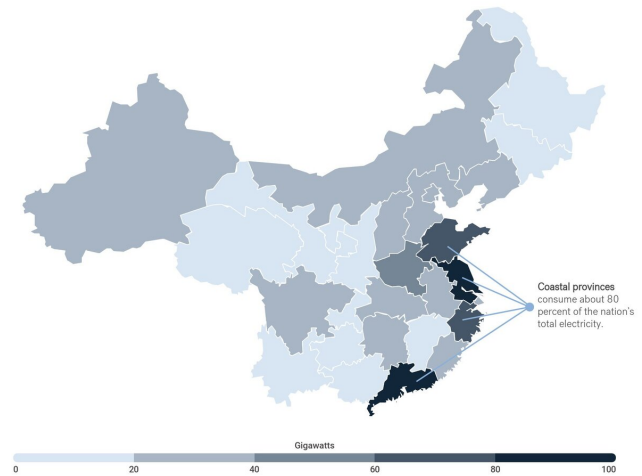 Coastal provinces
consume about 80
percent of the nation's
total electricity.
Gigawatts
0 20 40 60 80 100